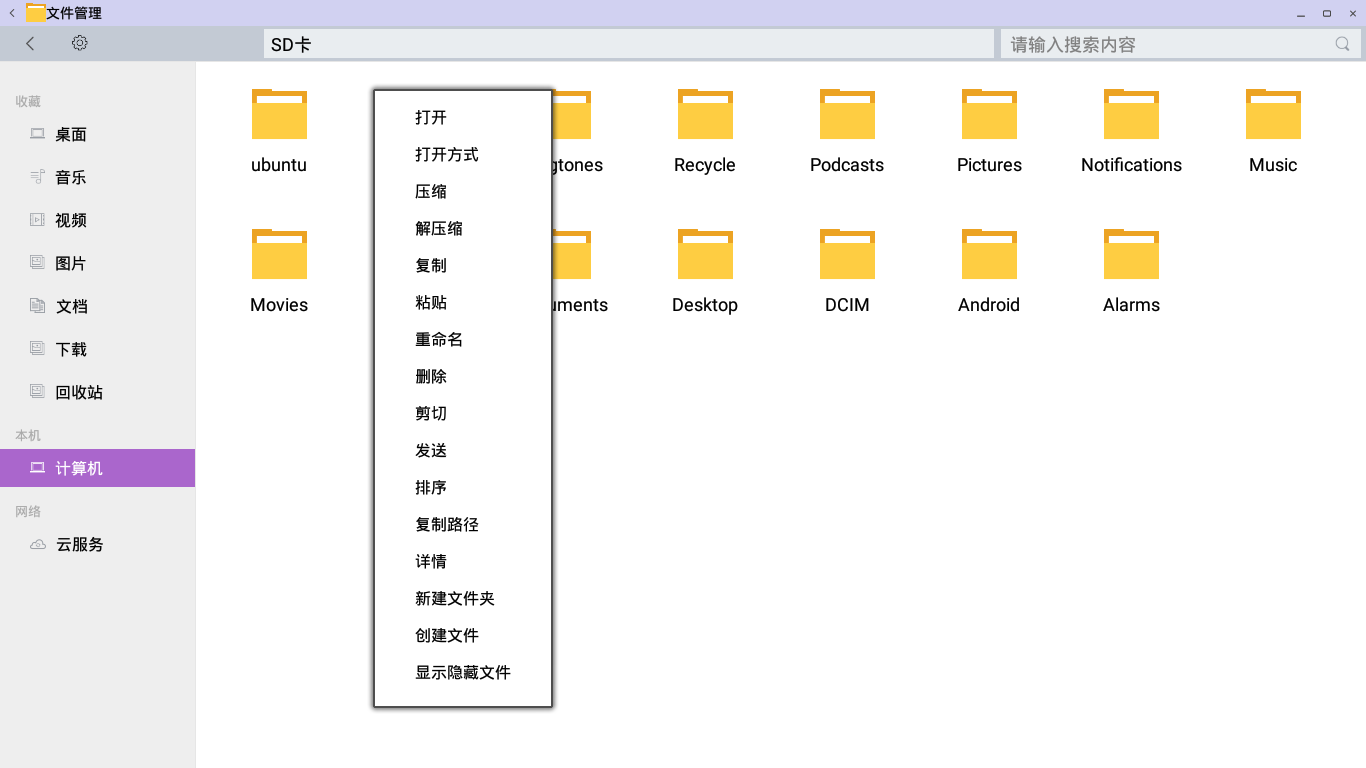 文件管理
SD卡
请输入搜索内容
收藏
桌面
音乐
视频
图片
文档
下载
回收站
本机
计算机
网络
云服务
ubuntu
gtones
Recycle
Podcasts
Pictures
Notifications
Music
Movies
uments
Desktop
DCIM
Android
Alarms
打开
打开方式
压缩
解压缩
复制
粘贴
重命名
删除
剪切
发送
排序
复制路径
详情
新建文件夹
创建文件
显示隐藏文件